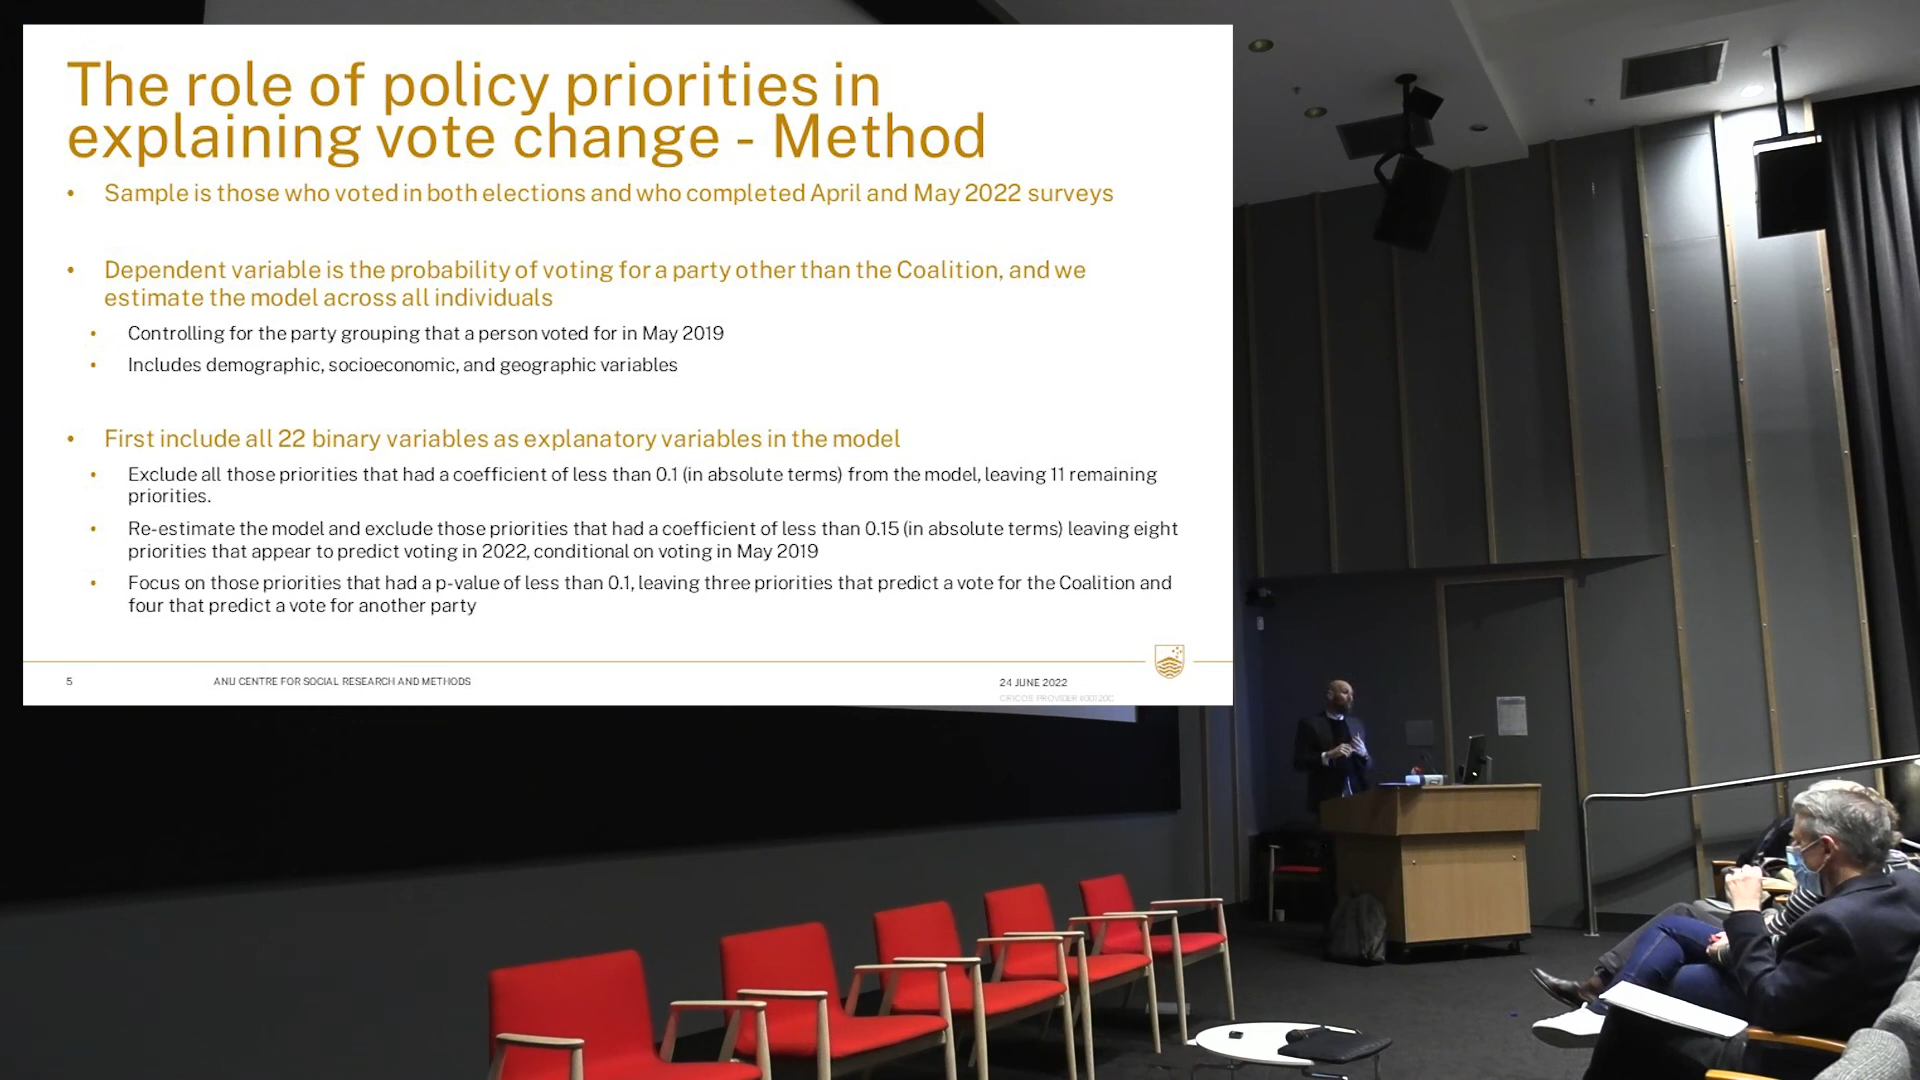 The role of policy priorities in
explaining vote change - Method
• Sample is those who voted in both elections and who completed April and May 2022 surveys
• Dependent variable is the probability of voting for a party other than the Coalition, and we
estimate the model across all individuals
• Controlling for the party grouping that a person voted for in May 2019
• Includes demographic, socioeconomic, and geographic variables
• First include all 22 binary variables as explanatory variables in the model
• Exclude all those priorities that had a coefficient of less than 0.1 (in absolute terms) from the model, leaving 11 remaining
priorities.
• Re-estimate the model and exclude those priorities that had a coefficient of less than 0.15 (in absolute terms) leaving eight
priorities that appear to predict voting in 2022, conditional on voting in May 2019
• Focus on those priorities that had a p-value of less than 0.1, leaving three priorities that predict a vote for the Coalition and
four that predict a vote for another party
5 ANU CENTRE FOR SOCIAL RESEARCH AND METHODS 24 JUNE 2022
CRICOS PROVIDER #00120C